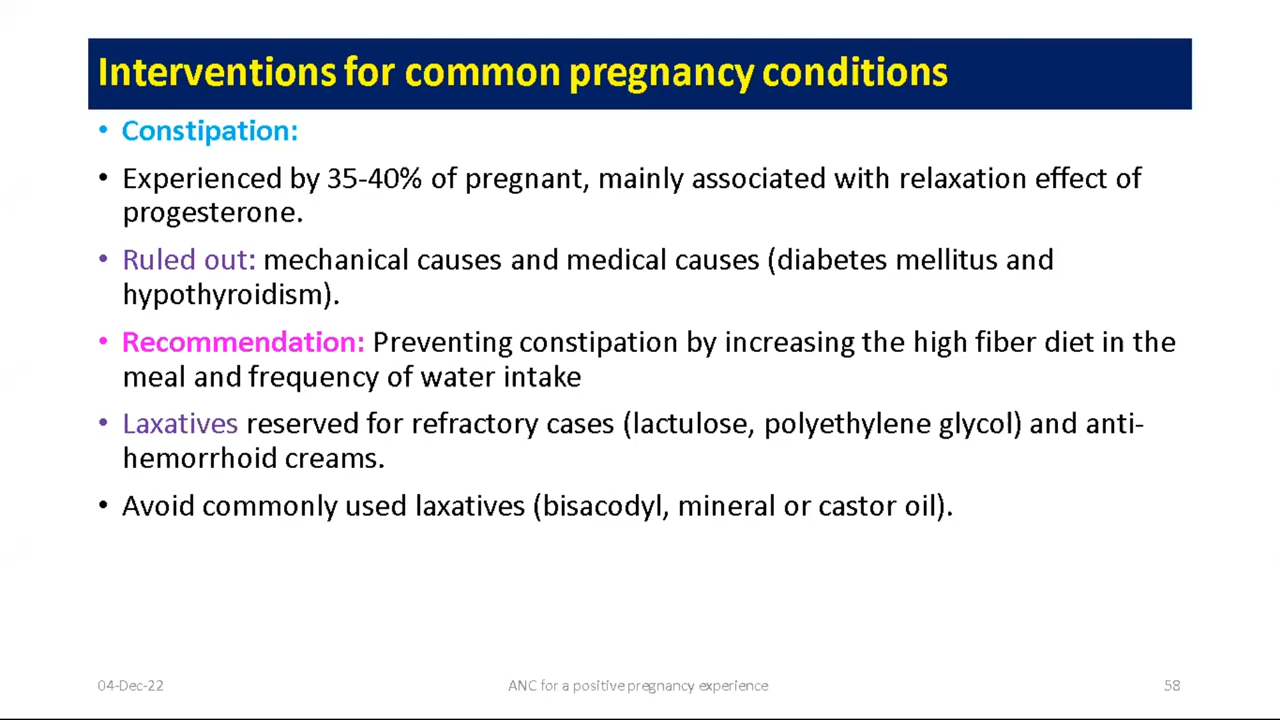 Interventions for common pregnancy conditions
• Constipation:
• Experienced by 35-40% of pregnant, mainly associated with relaxation effect of
progesterone.
• Ruled out: mechanical causes and medical causes (diabetes mellitus and
hypothyroidism).
• Recommendation: Preventing constipation by increasing the high fiber diet in the
meal and frequency of water intake
• Laxatives reserved for refractory cases (lactulose, polyethylene glycol) and anti-
hemorrhoid creams.
• Avoid commonly used laxatives (bisacodyl, mineral or castor oil).
04-Dec-22
ANC for a positive pregnancy experience
58